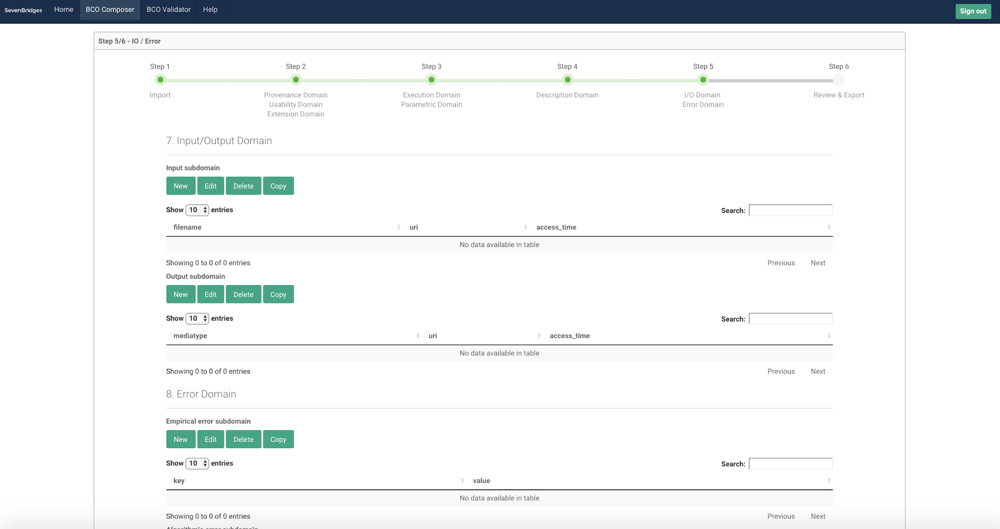 SevenBridges Home BCO Composer BCO Validator Help Sign out
Step 5/6 - IO / Error
Step 1 Step 2 Step 3 Step 4 Step 5 Step 6
Import Provenance Domain Execution Domain Description Domain I/O Domain Review & Export
Usability Domain Parametric Domain Error Domain
Extension Domain
7. Input/Output Domain
Input subdomain
New Edit Delete Copy
Show 10 entries Search:
filename uri access_time
No data available in table
Showing 0 to 0 of 0 entries Previous Next
Output subdomain
New Edit Delete Copy
Show 10 entries Search:
mediatype uri access_time
No data available in table
Showing 0 to 0 of 0 entries Previous Next
8. Error Domain
Empirical error subdomain
New Edit Delete Copy
Show 10 entries Search:
key value
No data available in table
Showing 0 to 0 of 0 entries Previous Next
Algorithmic error subdomain